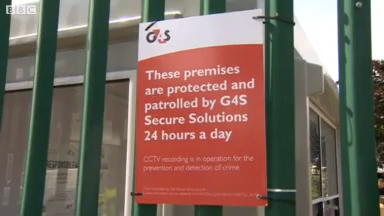 BBC
G4S
These premises
are protected and
patrolled by G4S
Secure Solutions
24 hours a day
CCTV recording is in operation for the
prevention and detection of crime